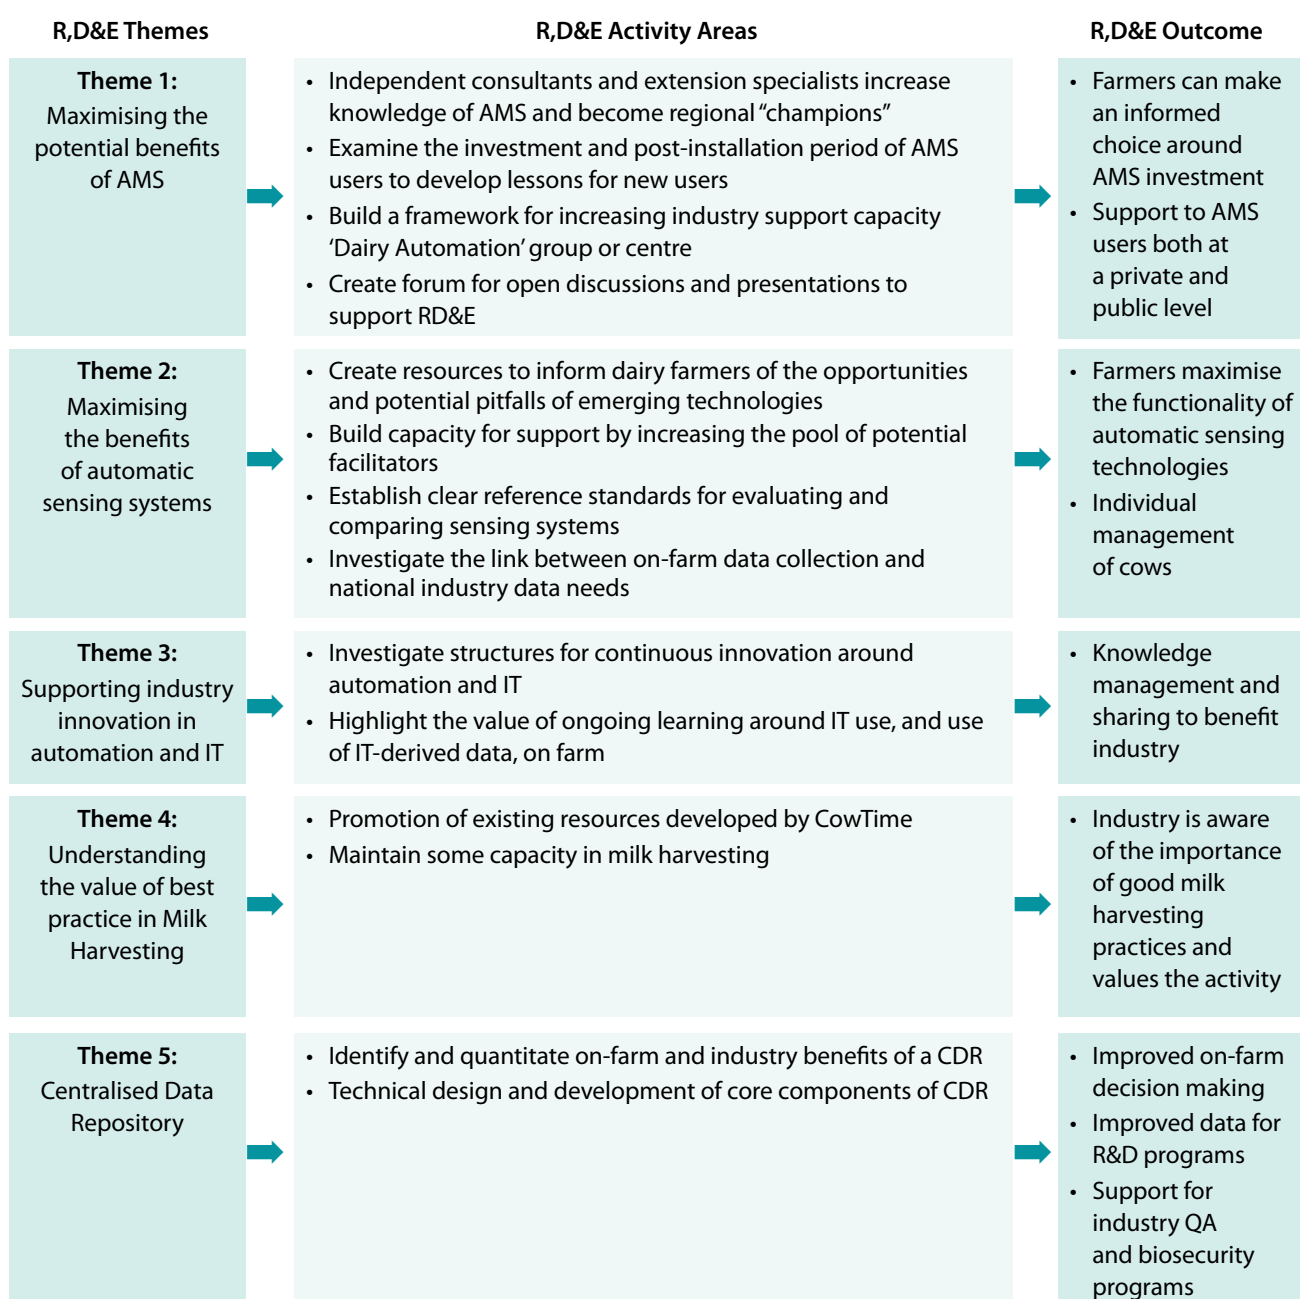 R,D&E Themes
R,D&E Activity Areas
R,D&E Outcome
Theme 1:
Maximising the
potential benefits
of AMS
• Independent consultants and extension specialists increase
knowledge of AMS and become regional “champions”
• Examine the investment and post-installation period of AMS
users to develop lessons for new users
• Build a framework for increasing industry support capacity
‘Dairy Automation’ group or centre
• Create forum for open discussions and presentations to
support RD&E
• Farmers can make
an informed
choice around
AMS investment
• Support to AMS
users both at
a private and
public level
Theme 2:
Maximising
the benefits
of automatic
sensing systems
• Create resources to inform dairy farmers of the opportunities
and potential pitfalls of emerging technologies
• Build capacity for support by increasing the pool of potential
facilitators
• Establish clear reference standards for evaluating and
comparing sensing systems
• Investigate the link between on-farm data collection and
national industry data needs
• Farmers maximise
the functionality of
automatic sensing
technologies
• Individual
management
of cows
Theme 3:
Supporting industry
innovation in
automation and IT
• Investigate structures for continuous innovation around
automation and IT
• Highlight the value of ongoing learning around IT use, and use
of IT-derived data, on farm
• Knowledge
management and
sharing to benefit
industry
Theme 4:
Understanding
the value of best
practice in Milk
Harvesting
• Promotion of existing resources developed by CowTime
• Maintain some capacity in milk harvesting
• Industry is aware
of the importance
of good milk
harvesting
practices and
values the activity
Theme 5:
Centralised Data
Repository
• Identify and quantitate on-farm and industry benefits of a CDR
• Technical design and development of core components of CDR
• Improved on-farm
decision making
• Improved data for
R&D programs
• Support for
industry QA
and biosecurity
programs